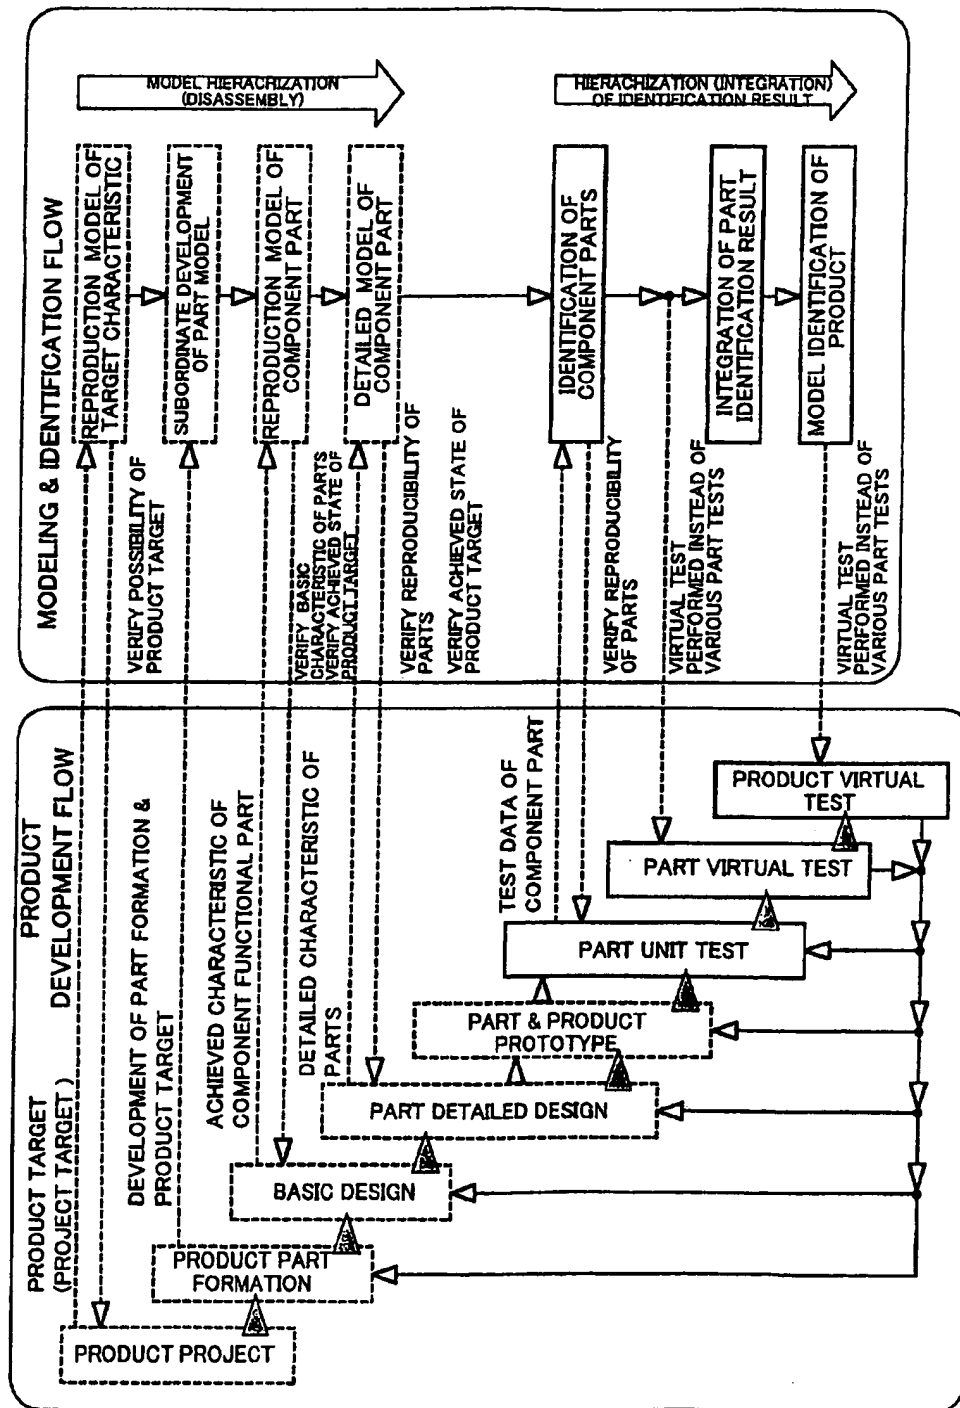 MODELING & IDENTIFICATION FLOW
MODEL HIERACHIZATION
(DISASSEMBLY)
HIERACHIZATION (INTEGRATION)
OF IDENTIFICATION RESULT
REPRODUCTION MODEL OF
TARGET CHARACTERISTIC
SUBORDINATE DEVELOPMENT
OF PART MODEL
REPRODUCTION MODEL OF
COMPONENT PART
DETAILED MODEL OF
COMPONENT PART
IDENTIFICATION OF
COMPONENT PARTS
INTEGRATION OF PART
IDENTIFICATION RESULT
MODEL IDENTIFICATION OF
PRODUCT
VERIFY POSSIBILITY OF
PRODUCT TARGET
VERIFY BASIC
CHARACTERISTIC OF PARTS
VERIFY ACHIEVED STATE OF
PRODUCT TARGET
VERIFY REPRODUCIBILITY OF
PARTS
VERIFY ACHIEVED STATE OF
PRODUCT TARGET
VERIFY REPRODUCIBILITY
OF PARTS
VIRTUAL TEST
PERFORMED INSTEAD OF
VARIOUS PART TESTS
VIRTUAL TEST
PERFORMED INSTEAD OF
VARIOUS PART TESTS
PRODUCT
DEVELOPMENT FLOW
PRODUCT TARGET
(PROJECT TARGET)
DEVELOPMENT OF PART FORMATION &
PRODUCT TARGET
ACHIEVED CHARACTERISTIC OF
COMPONENT FUNCTIONAL PART
DETAILED CHARACTERISTIC OF
PARTS
TEST DATA OF
COMPONENT PART
PRODUCT VIRTUAL
TEST
PART VIRTUAL TEST
PART UNIT TEST
PART & PRODUCT
PROTOTYPE
PART DETAILED DESIGN
BASIC DESIGN
PRODUCT PART
FORMATION
PRODUCT PROJECT